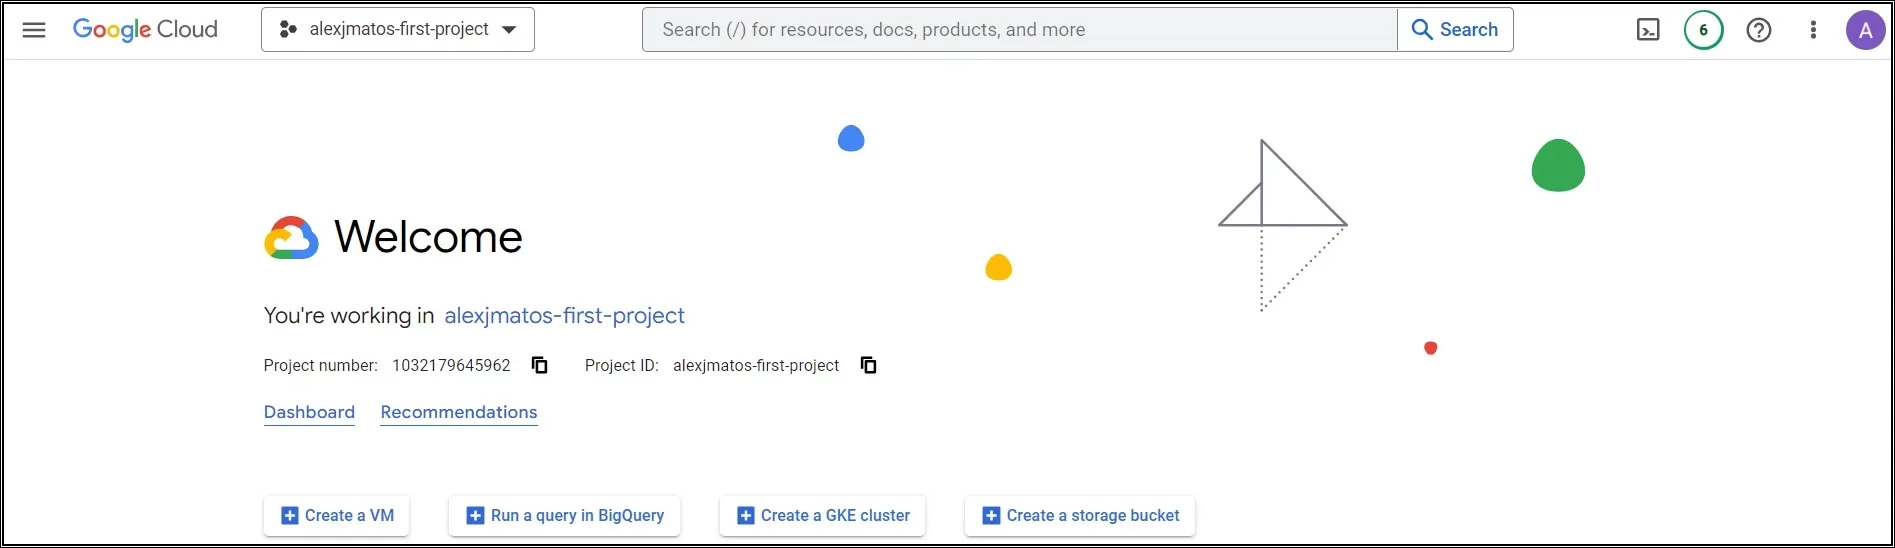 Google Cloud alexjmatos-first-project Search (/) for resources, docs, products, and more Search 6 A
Welcome
You're working in alexjmatos-first-project
Project number: 1032179645962 Project ID: alexjmatos-first-project
Dashboard Recommendations
Create a VM Run a query in BigQuery Create a GKE cluster Create a storage bucket